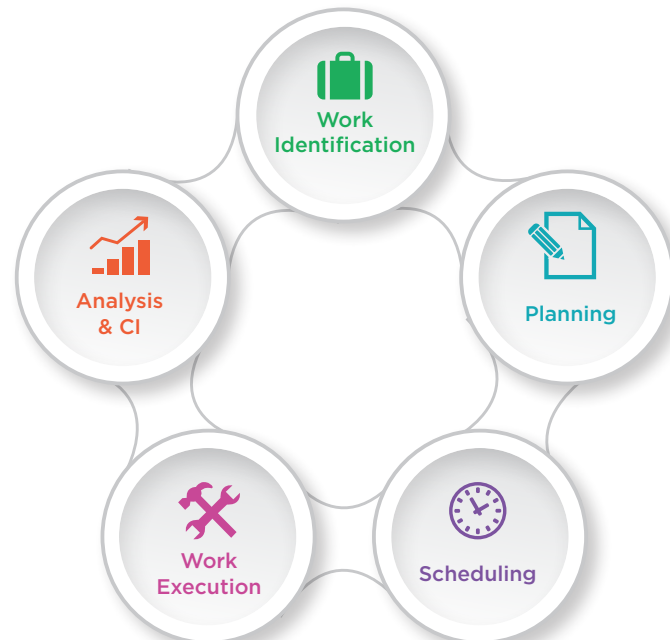 Work
Identification
Planning
Scheduling
Work
Execution
Analysis
& CI